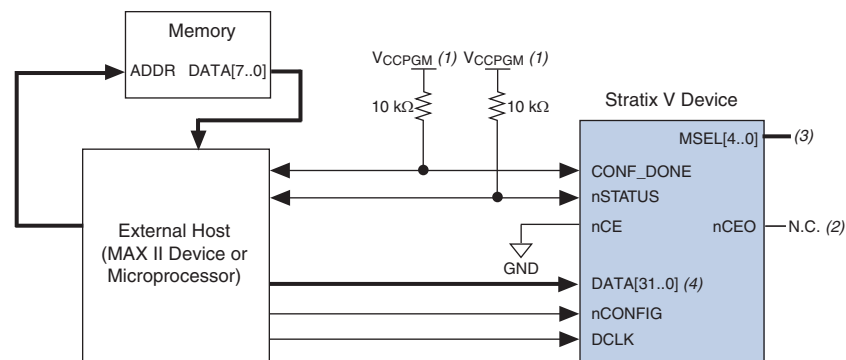 Memory
ADDR DATA[7..0]
VCCPGM (1) VCCPGM (1)
10 kΩ 10 kΩ
Stratix V Device
MSEL[4..0] (3)
CONF_DONE
nSTATUS
nCE nCEO N.C. (2)
GND
External Host
(MAX II Device or
Microprocessor)
DATA[31..0] (4)
nCONFIG
DCLK